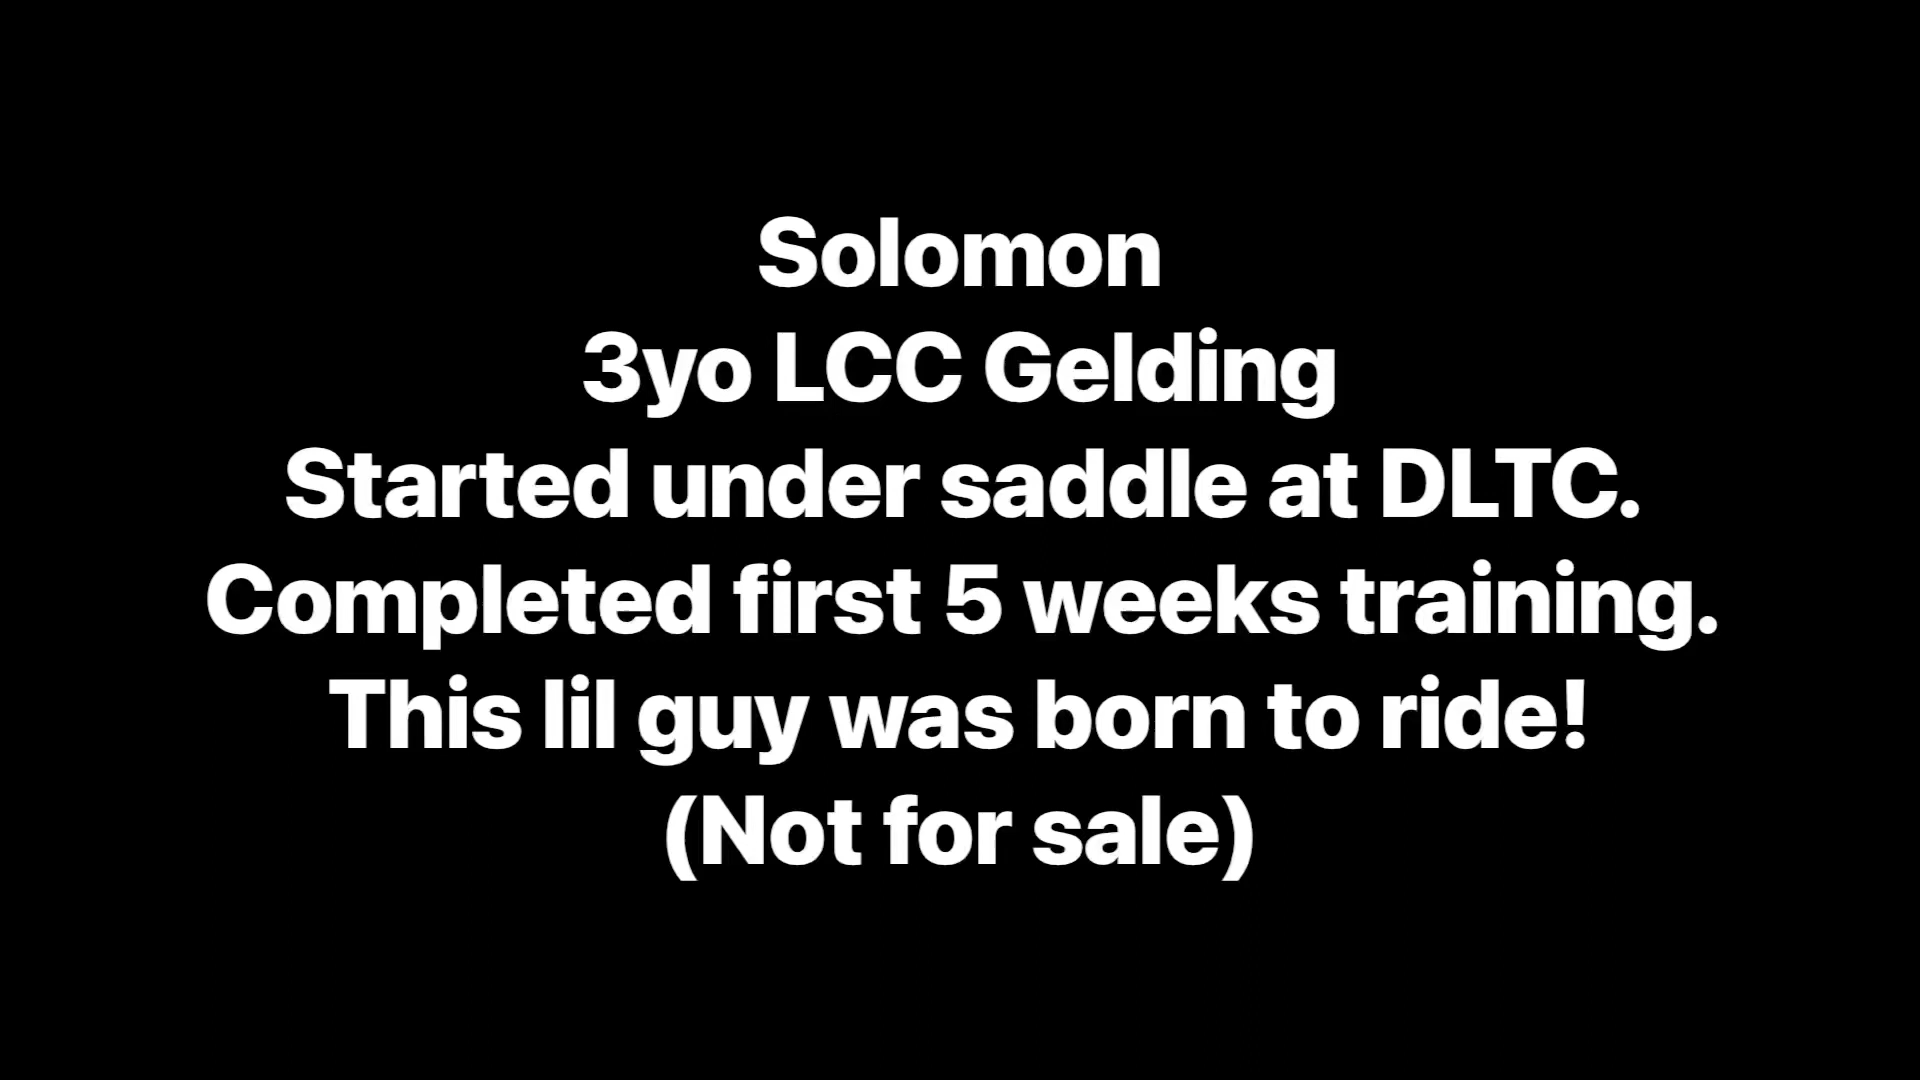 Solomon
3yo LCC Gelding
Started under saddle at DLTC.
Completed first 5 weeks training.
This lil guy was born to ride!
(Not for sale)